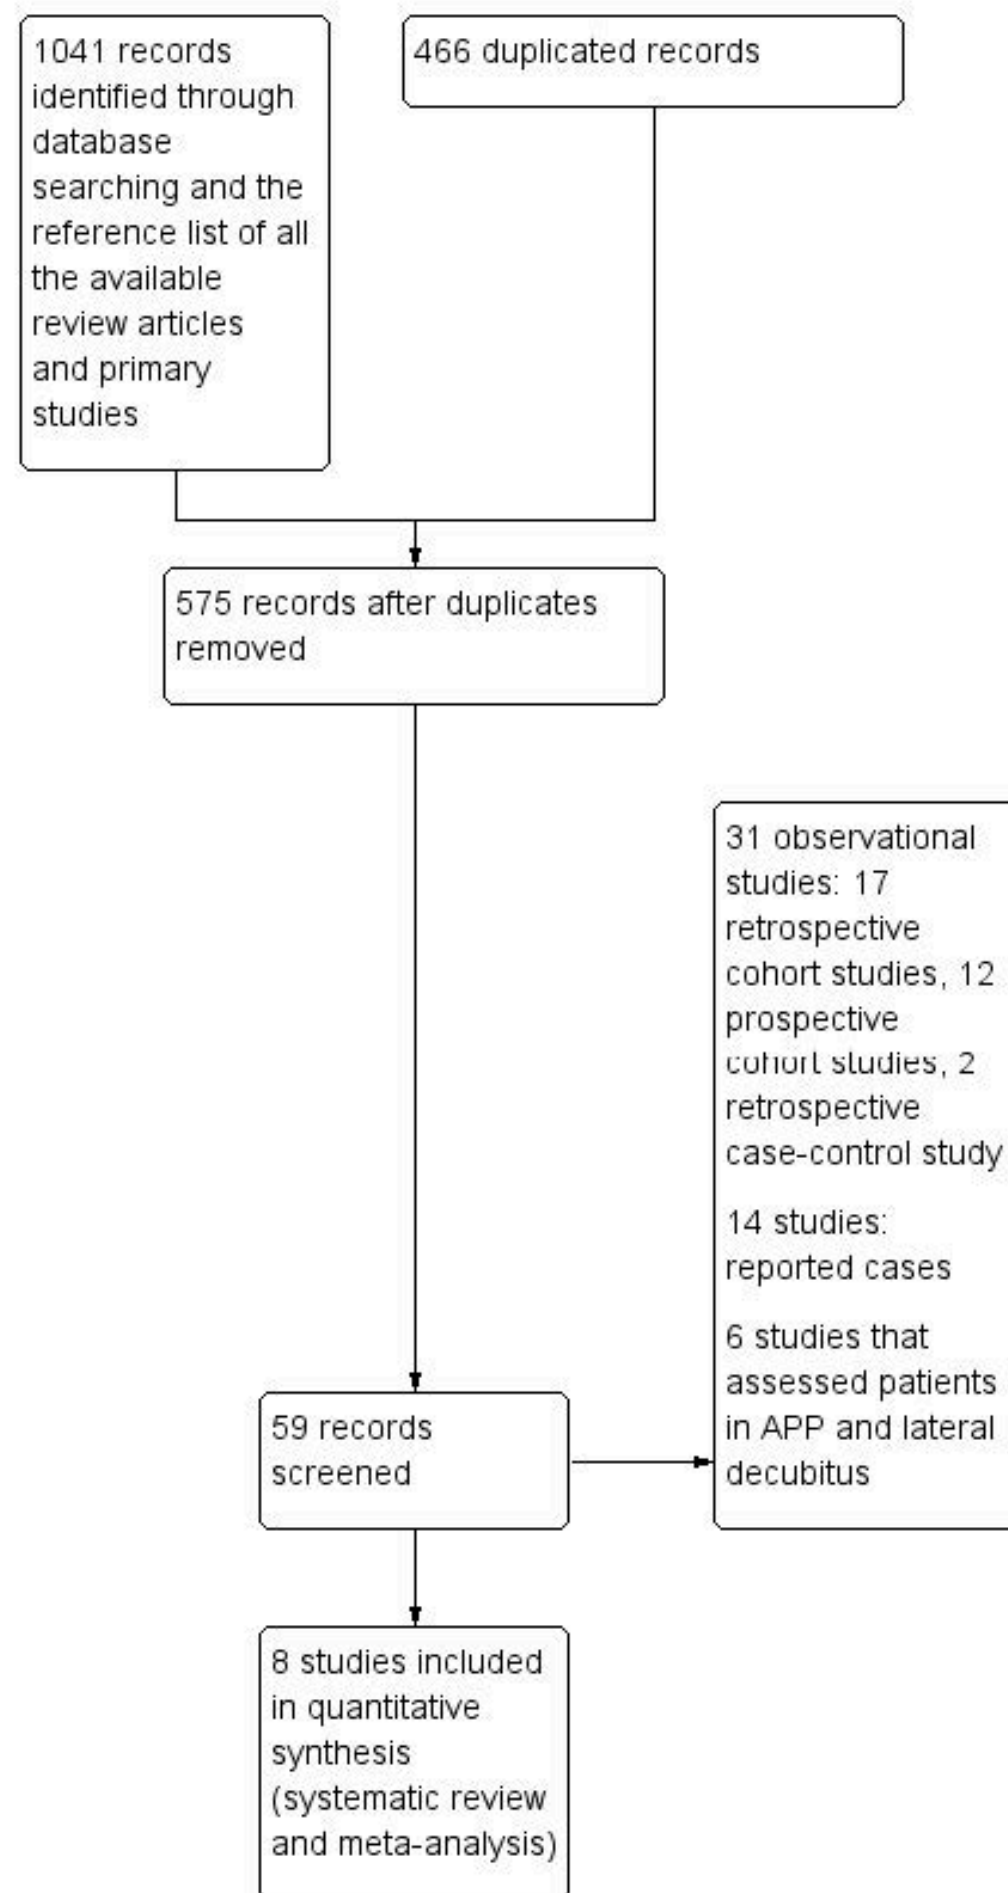 1041 records
identified through
database
searching and the
reference list of all
the available
review articles
and primary
studies
466 duplicated records
575 records after duplicates
removed
31 observational
studies: 17
retrospective
cohort studies, 12
prospective
cohort studies, 2
retrospective
case-control study
14 studies:
reported cases
6 studies that
assessed patients
in APP and lateral
decubitus
59 records
screened
8 studies included
in quantitative
synthesis
(systematic review
and meta-analysis)